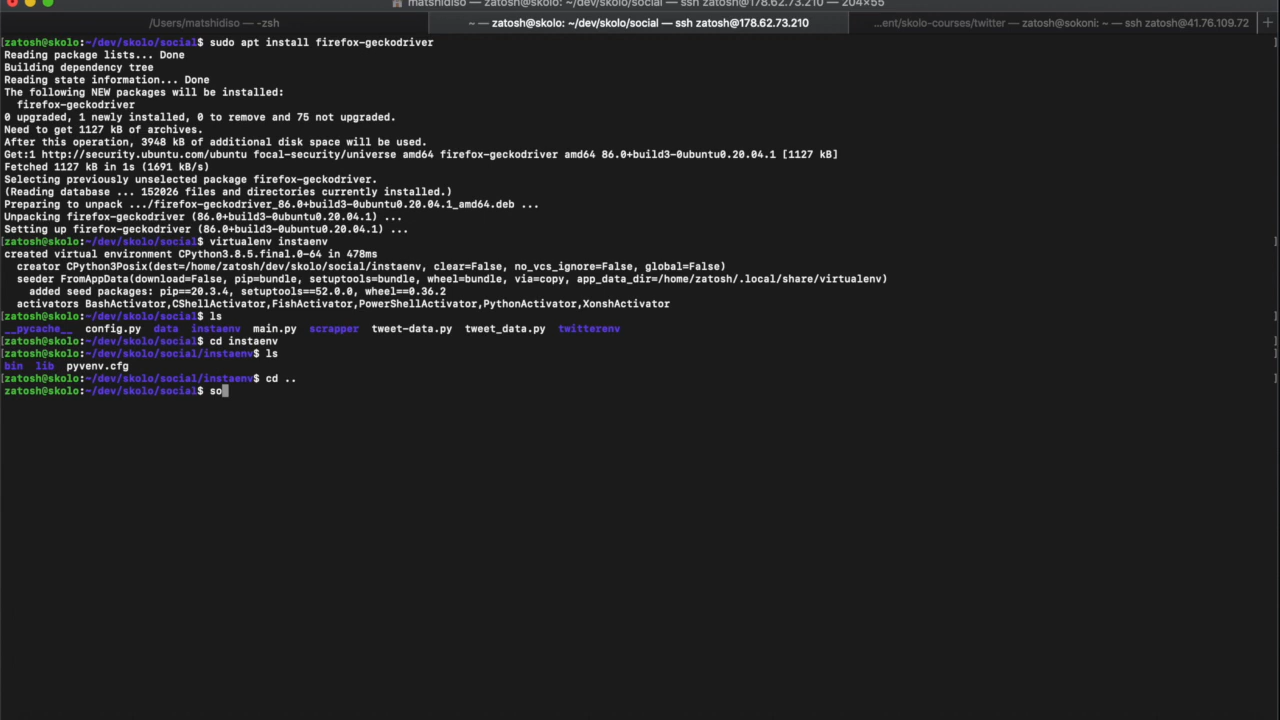 matshidiso — zatosh@skolo: ~/dev/skolo/social — ssh zatosh@178.62.73.210 — 204×55
/Users/matshidiso — -zsh
~ — zatosh@skolo: ~/dev/skolo/social — ssh zatosh@178.62.73.210
...ent/skolo-courses/twitter — zatosh@sokoni: ~ — ssh zatosh@41.76.109.72
+
[zatosh@skolo:~/dev/skolo/social$ sudo apt install firefox-geckodriver ]
Reading package lists... Done
Building dependency tree
Reading state information... Done
The following NEW packages will be installed:
  firefox-geckodriver
0 upgraded, 1 newly installed, 0 to remove and 75 not upgraded.
Need to get 1127 kB of archives.
After this operation, 3948 kB of additional disk space will be used.
Get:1 http://security.ubuntu.com/ubuntu focal-security/universe amd64 firefox-geckodriver amd64 86.0+build3-0ubuntu0.20.04.1 [1127 kB]
Fetched 1127 kB in 1s (1691 kB/s)
Selecting previously unselected package firefox-geckodriver.
(Reading database ... 152026 files and directories currently installed.)
Preparing to unpack .../firefox-geckodriver_86.0+build3-0ubuntu0.20.04.1_amd64.deb ...
Unpacking firefox-geckodriver (86.0+build3-0ubuntu0.20.04.1) ...
Setting up firefox-geckodriver (86.0+build3-0ubuntu0.20.04.1) ...
[zatosh@skolo:~/dev/skolo/social$ virtualenv instaenv ]
created virtual environment CPython3.8.5.final.0-64 in 478ms
  creator CPython3Posix(dest=/home/zatosh/dev/skolo/social/instaenv, clear=False, no_vcs_ignore=False, global=False)
  seeder FromAppData(download=False, pip=bundle, setuptools=bundle, wheel=bundle, via=copy, app_data_dir=/home/zatosh/.local/share/virtualenv)
    added seed packages: pip==20.3.4, setuptools==52.0.0, wheel==0.36.2
  activators BashActivator,CShellActivator,FishActivator,PowerShellActivator,PythonActivator,XonshActivator
[zatosh@skolo:~/dev/skolo/social$ ls ]
__pycache__  config.py  data  instaenv  main.py  scrapper  tweet-data.py  tweet_data.py  twitterenv
[zatosh@skolo:~/dev/skolo/social$ cd instaenv ]
[zatosh@skolo:~/dev/skolo/social/instaenv$ ls ]
bin  lib  pyvenv.cfg
[zatosh@skolo:~/dev/skolo/social/instaenv$ cd .. ]
zatosh@skolo:~/dev/skolo/social$ so